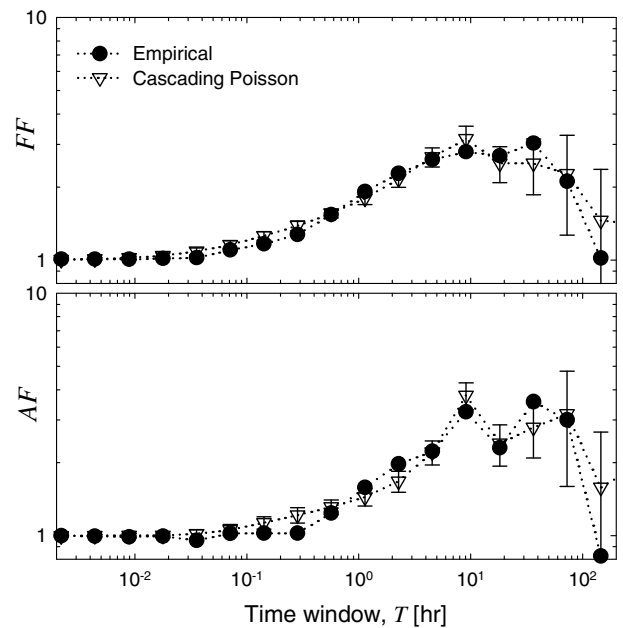 10
Empirical
Cascading Poisson
FF
1
10
AF
1
10⁻² 10⁻¹ 10⁰ 10¹ 10²
Time window, T [hr]